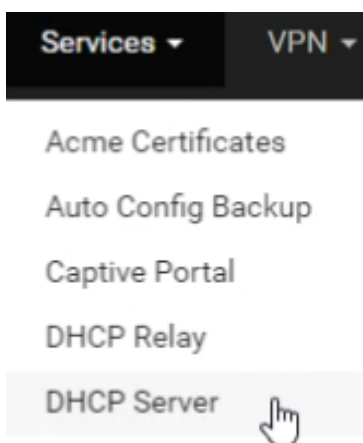 Services VPN
Acme Certificates
Auto Config Backup
Captive Portal
DHCP Relay
DHCP Server